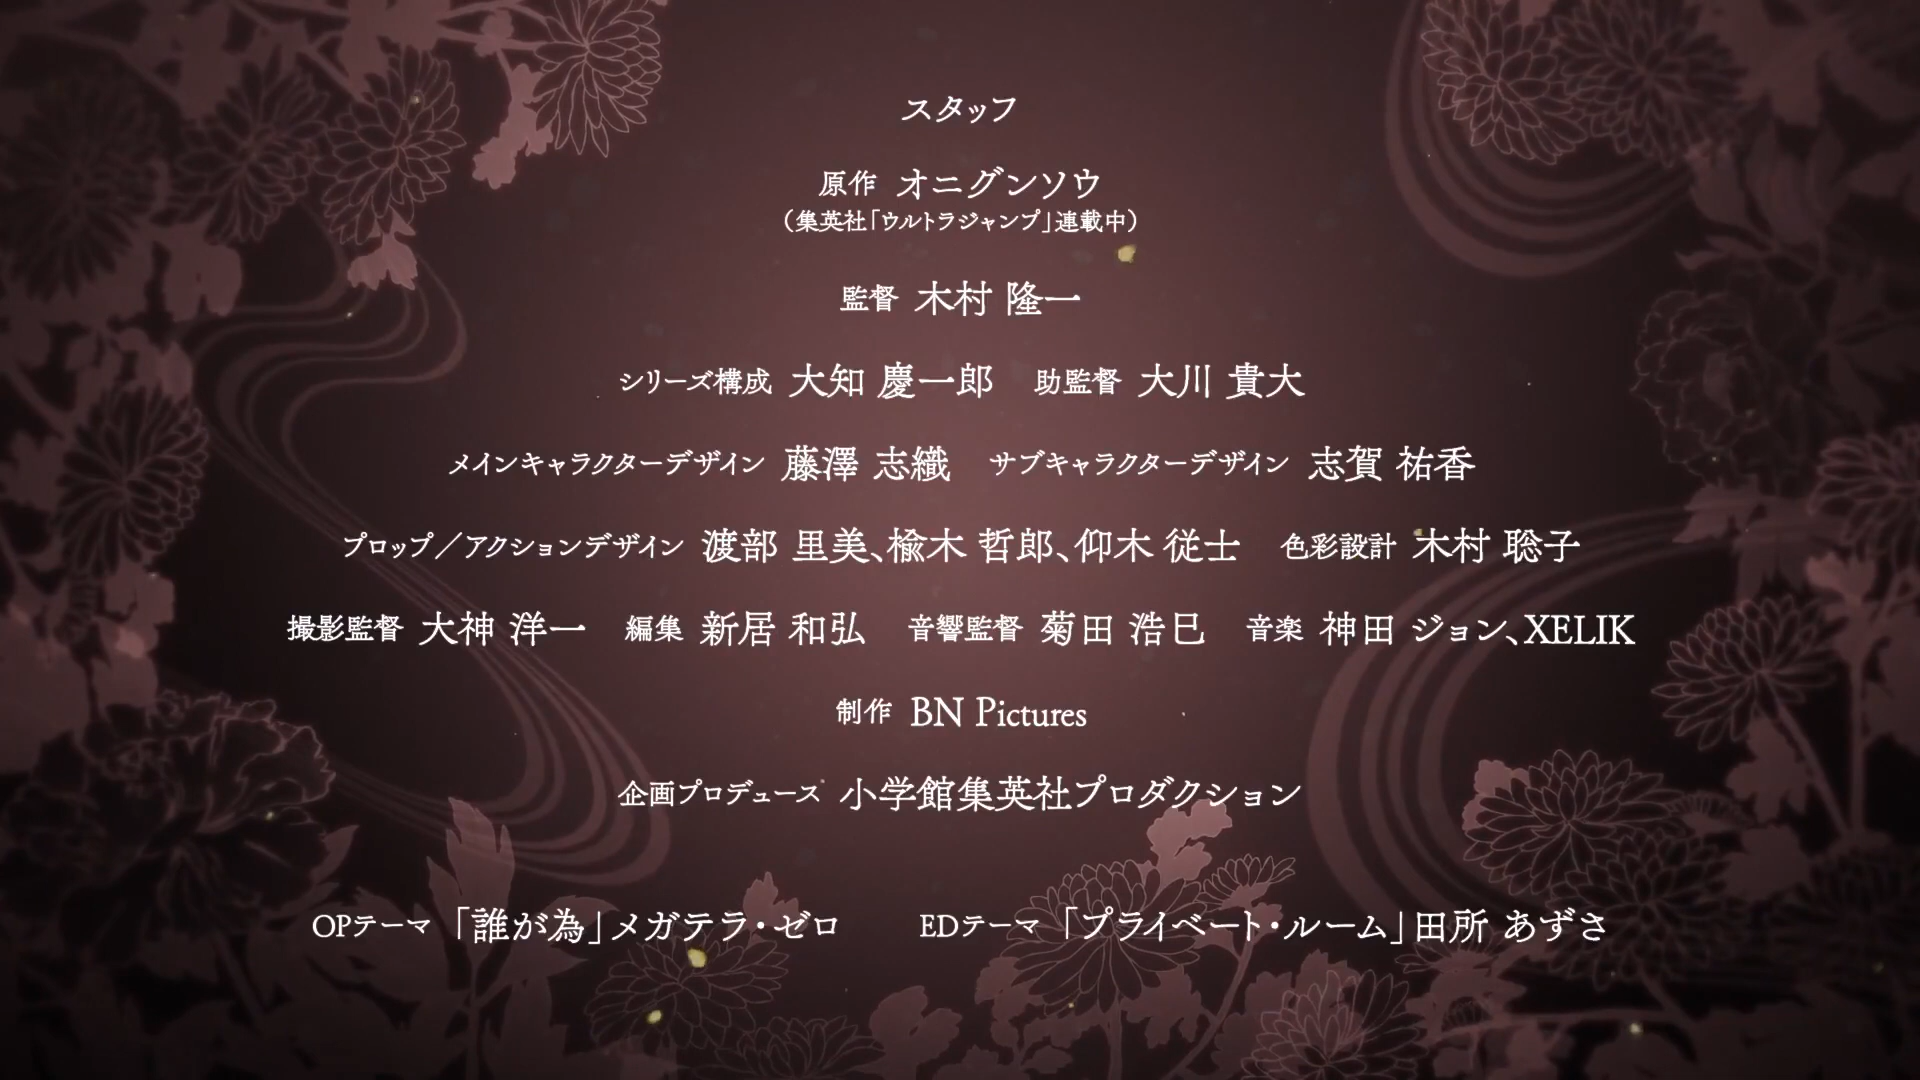 スタッフ
原作 オニグンソウ
(集英社「ウルトラジャンプ」連載中)
監督 木村 隆一
シリーズ構成 大知 慶一郎 助監督 大川 貴大
メインキャラクターデザイン 藤澤 志織 サブキャラクターデザイン 志賀 祐香
プロップ/アクションデザイン 渡部 里美、楡木 哲郎、仰木 従士 色彩設計 木村 聡子
撮影監督 大神 洋一 編集 新居 和弘 音響監督 菊田 浩巳 音楽 神田 ジョン、XELIK
制作 BN Pictures
企画プロデュース 小学館集英社プロダクション
OPテーマ 「誰が為」メガテラ・ゼロ EDテーマ 「プライベート・ルーム」田所 あずさ